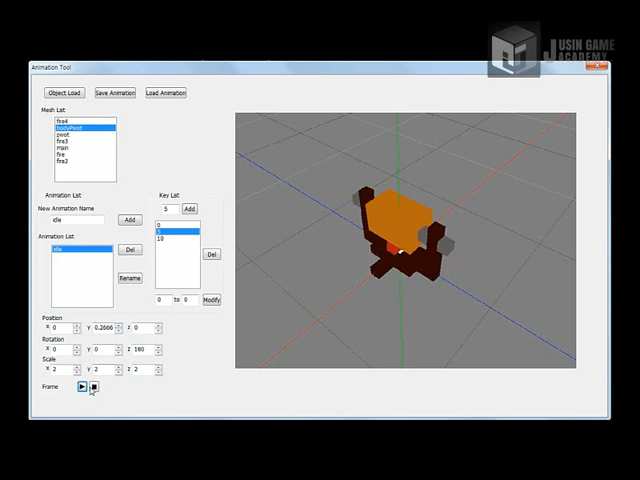 JUSIN GAME
ACADEMY
Animation Tool
Object Load
Save Animation
Load Animation
Mesh List
fire4
bodyPivot
pivot
fire3
main
fire
fire2
Animation List
Key List
New Animation Name
5
Add
idle
Add
0
5
10
Animation List
idle
Del
Del
Rename
0 to 0
Modify
Position
x 0 y 0.2666 z 0
Rotation
x 0 y 0 z 180
Scale
x 2 y 2 z 2
Frame